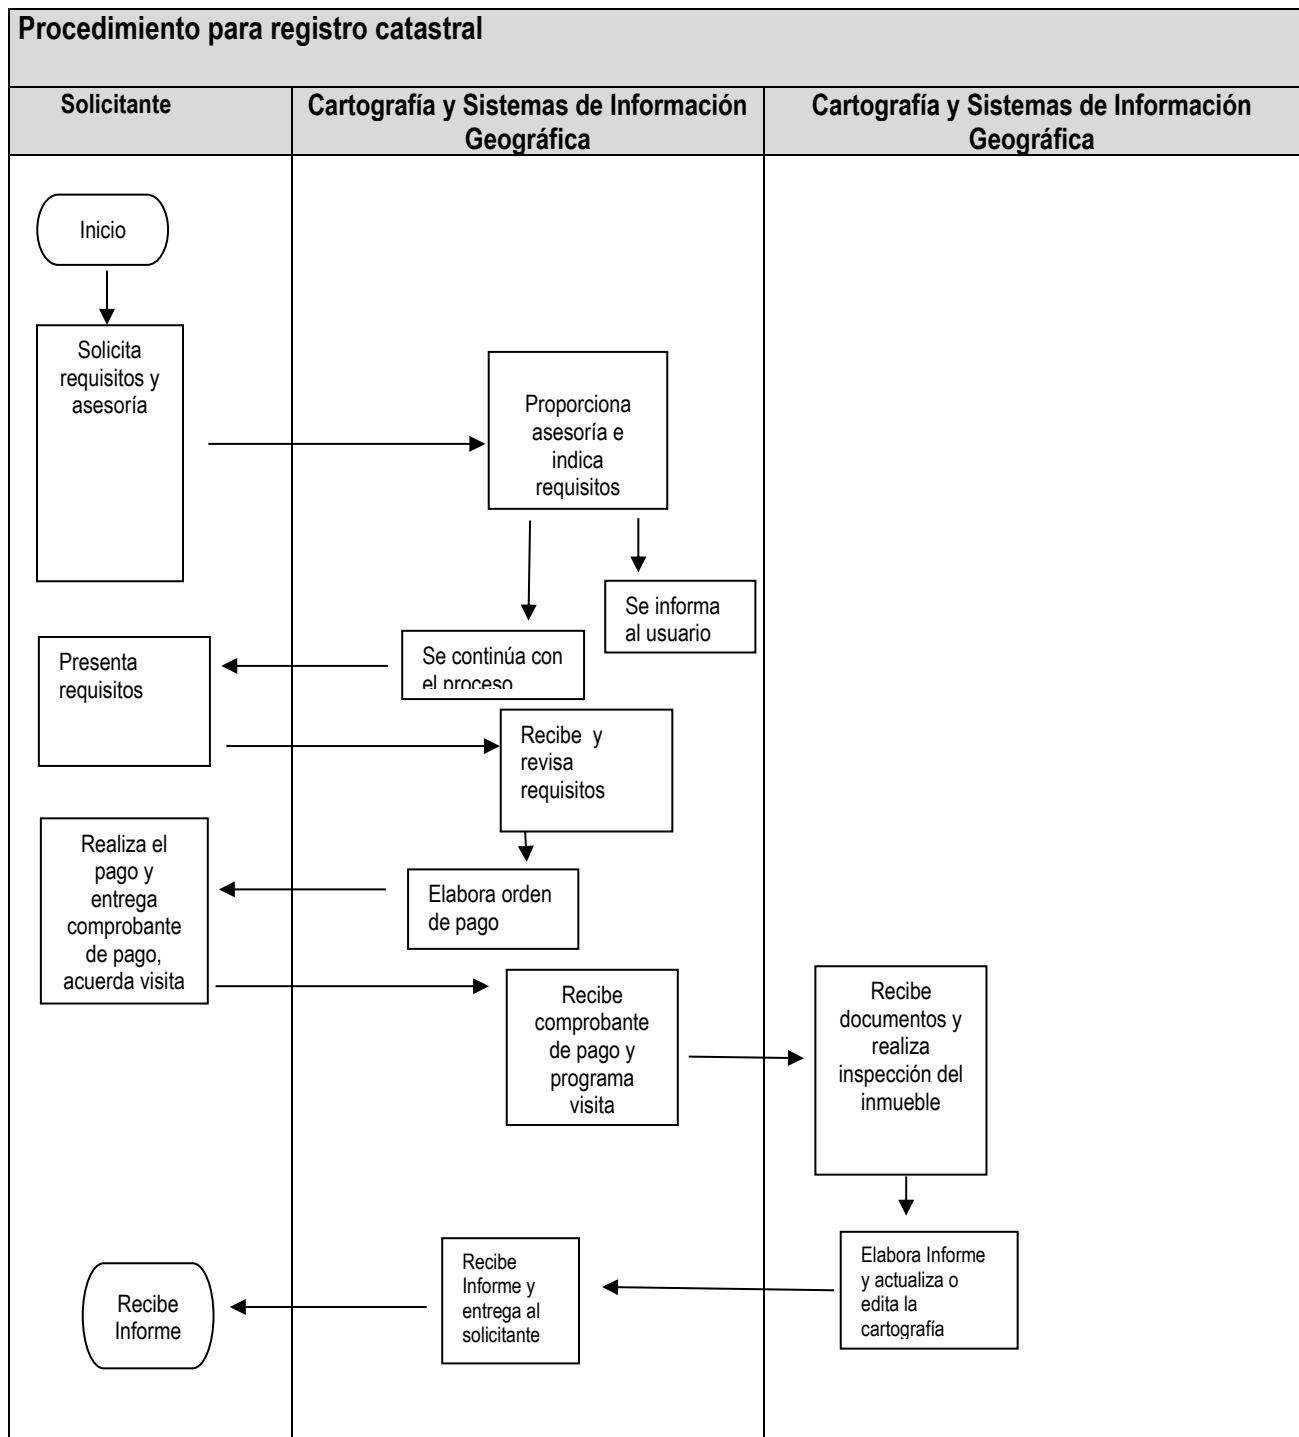 Procedimiento para registro catastral
Solicitante
Cartografía y Sistemas de Información
Geográfica
Cartografía y Sistemas de Información
Geográfica
Inicio
Solicita
requisitos y
asesoría
Proporciona
asesoría e
indica
requisitos
Se informa
al usuario
Se continúa con
el proceso
Presenta
requisitos
Recibe y
revisa
requisitos
Realiza el
pago y
entrega
comprobante
de pago,
acuerda visita
Elabora orden
de pago
Recibe
comprobante
de pago y
programa
visita
Recibe
documentos y
realiza
inspección del
inmueble
Elabora Informe
y actualiza o
edita la
cartografía
Recibe
Informe y
entrega al
solicitante
Recibe
Informe